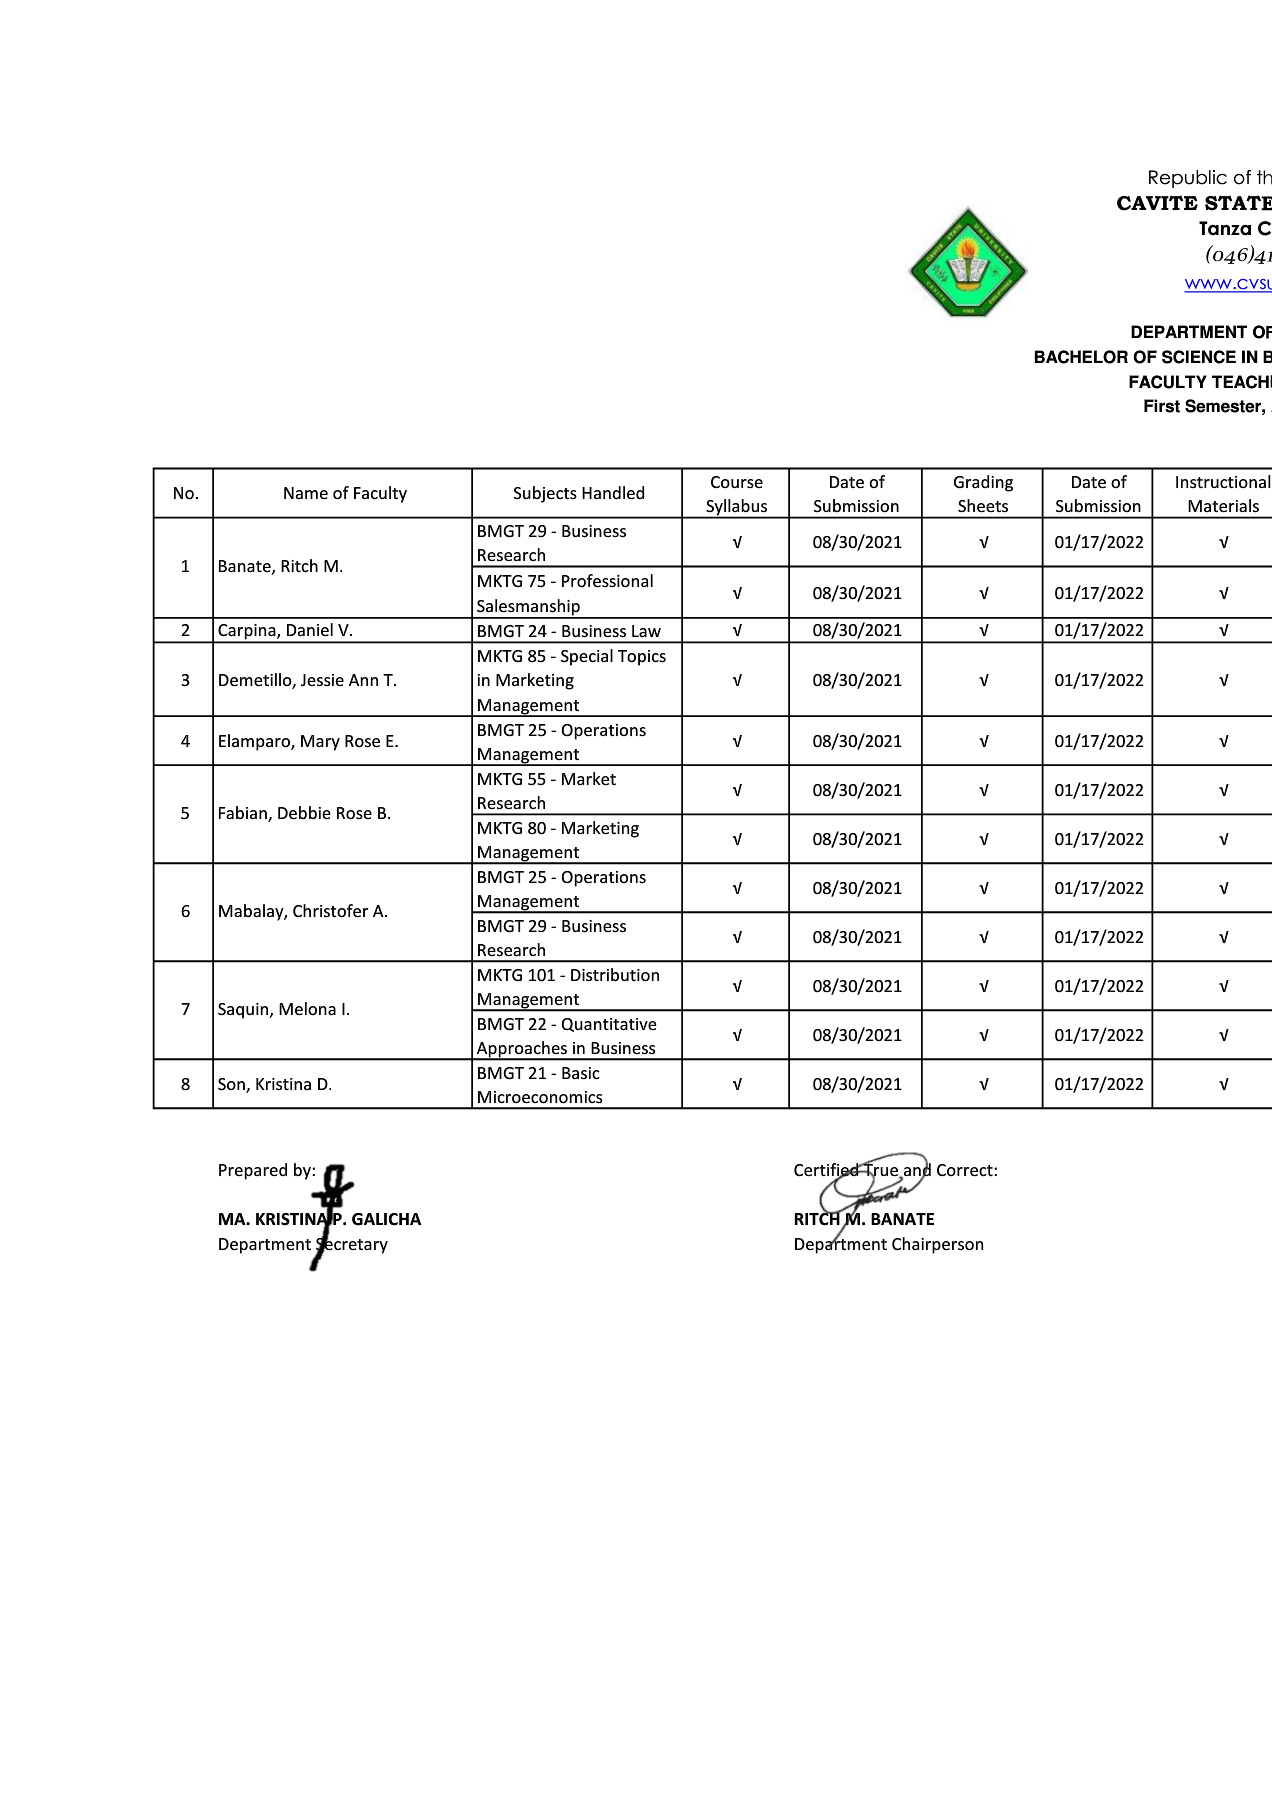 Republic of th
CAVITE STATE
Tanza C
(046)41
www.cvsu
DEPARTMENT OF
BACHELOR OF SCIENCE IN B
FACULTY TEACHI
First Semester,
No. Name of Faculty Subjects Handled Course Syllabus Date of Submission Grading Sheets Date of Submission Instructional Materials
1 Banate, Ritch M. BMGT 29 - Business Research √ 08/30/2021 √ 01/17/2022 √
MKTG 75 - Professional Salesmanship √ 08/30/2021 √ 01/17/2022 √
2 Carpina, Daniel V. BMGT 24 - Business Law √ 08/30/2021 √ 01/17/2022 √
3 Demetillo, Jessie Ann T. MKTG 85 - Special Topics in Marketing Management √ 08/30/2021 √ 01/17/2022 √
4 Elamparo, Mary Rose E. BMGT 25 - Operations Management √ 08/30/2021 √ 01/17/2022 √
5 Fabian, Debbie Rose B. MKTG 55 - Market Research √ 08/30/2021 √ 01/17/2022 √
MKTG 80 - Marketing Management √ 08/30/2021 √ 01/17/2022 √
6 Mabalay, Christofer A. BMGT 25 - Operations Management √ 08/30/2021 √ 01/17/2022 √
BMGT 29 - Business Research √ 08/30/2021 √ 01/17/2022 √
7 Saquin, Melona I. MKTG 101 - Distribution Management √ 08/30/2021 √ 01/17/2022 √
BMGT 22 - Quantitative Approaches in Business √ 08/30/2021 √ 01/17/2022 √
8 Son, Kristina D. BMGT 21 - Basic Microeconomics √ 08/30/2021 √ 01/17/2022 √
Prepared by: Certified True and Correct:
MA. KRISTINA P. GALICHA RITCH M. BANATE
Department Secretary Department Chairperson